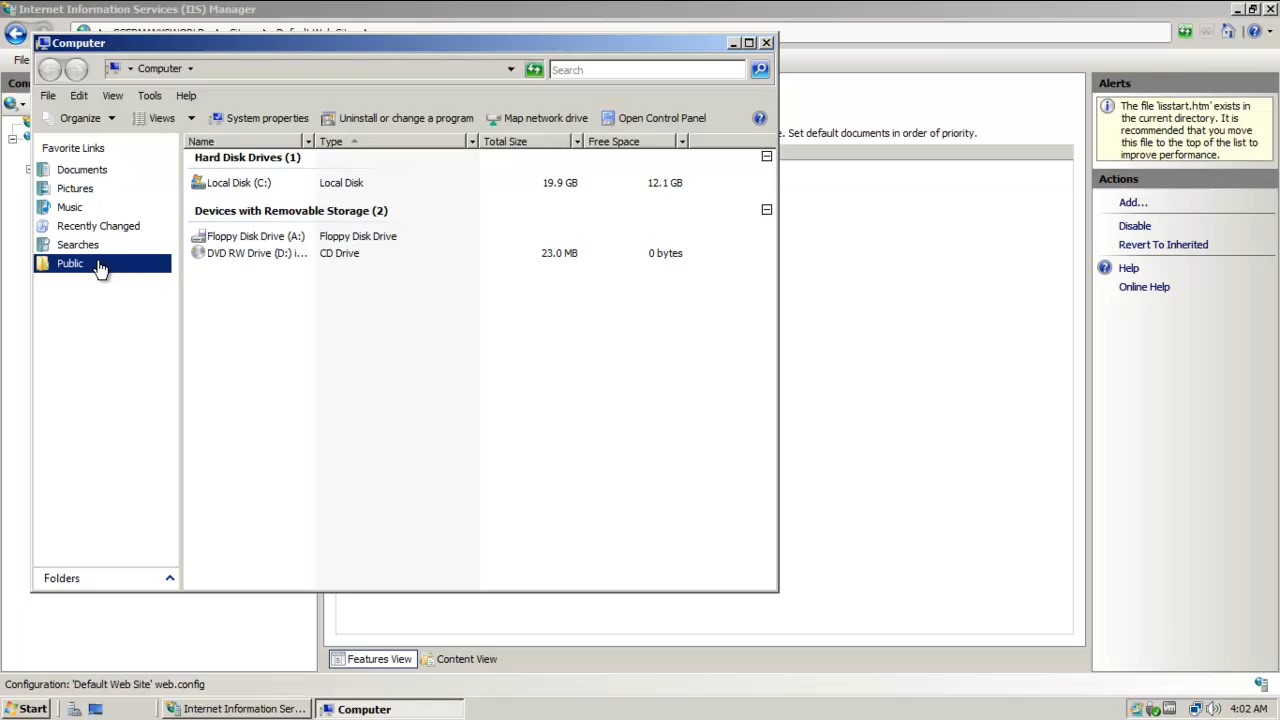 Internet Information Services (IIS) Manager
Computer
Computer
Search
File
File Edit View Tools Help
Organize Views System properties Uninstall or change a program Map network drive Open Control Panel
Favorite Links
Documents
Pictures
Music
Recently Changed
Searches
Public
Folders
Name Type Total Size Free Space
Hard Disk Drives (1)
Local Disk (C:) Local Disk 19.9 GB 12.1 GB
Devices with Removable Storage (2)
Floppy Disk Drive (A:) Floppy Disk Drive
DVD RW Drive (D:) i... CD Drive 23.0 MB 0 bytes
. Set default documents in order of priority.
Alerts
The file 'iisstart.htm' exists in
the current directory. It is
recommended that you move
this file to the top of the list to
improve performance.
Actions
Add...
Disable
Revert To Inherited
Help
Online Help
Features View Content View
Configuration: 'Default Web Site' web.config
Start Internet Information Ser... Computer 4:02 AM